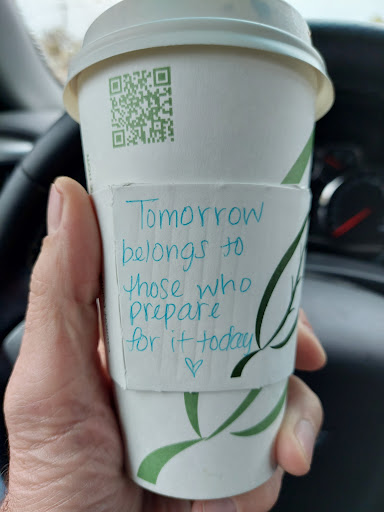 Tomorrow
belongs to
those who
prepare
for it today
♡